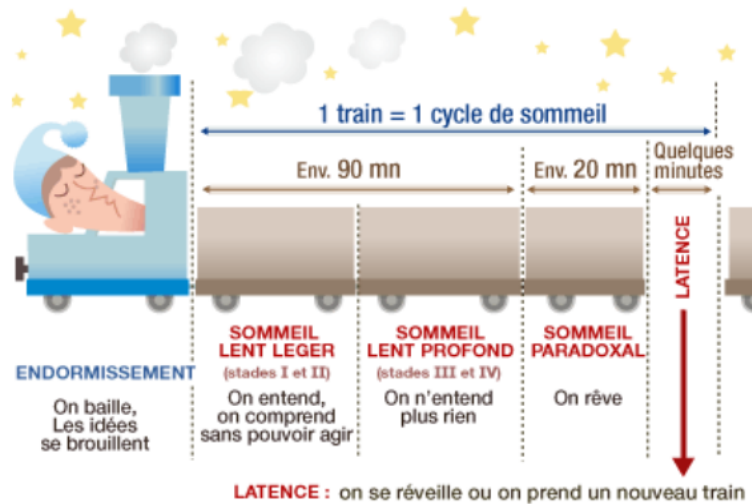 1 train = 1 cycle de sommeil
Env. 90 mn
Env. 20 mn
Quelques
minutes
LATENCE
ENDORMISSEMENT
On baille,
Les idées
se brouillent
SOMMEIL
LENT LEGER
(stades I et II)
On entend,
on comprend
sans pouvoir agir
SOMMEIL
LENT PROFOND
(stades III et IV)
On n'entend
plus rien
SOMMEIL
PARADOXAL
On rêve
LATENCE : on se réveille ou on prend un nouveau train